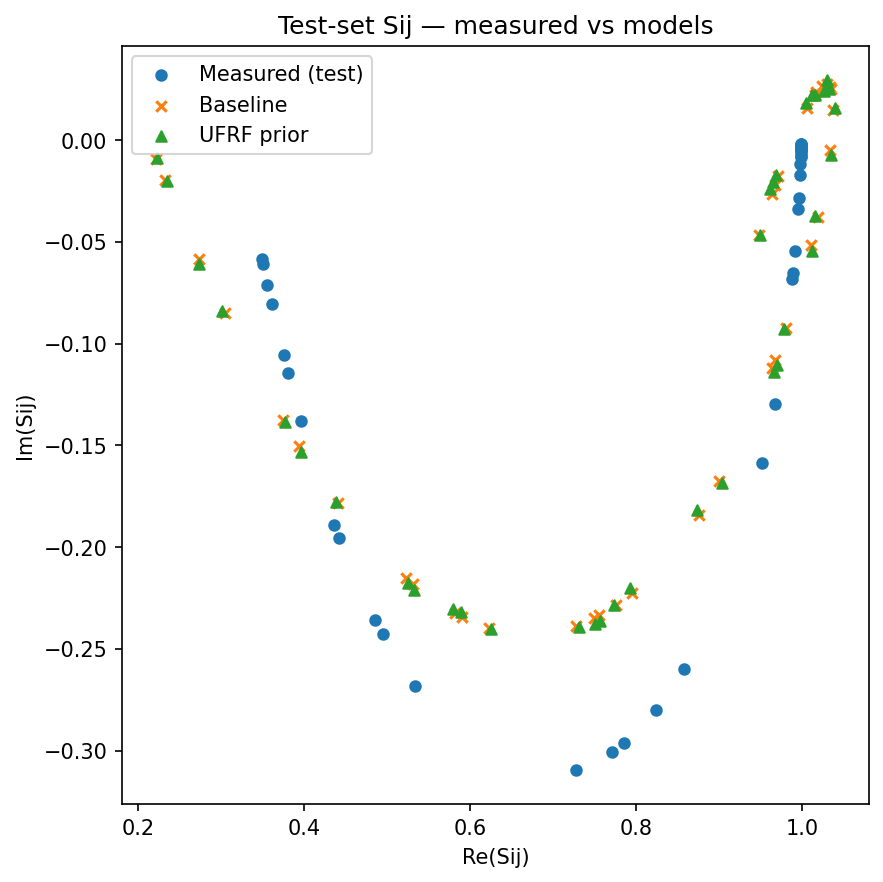 Test-set Sij — measured vs models
Measured (test)
Baseline
UFRF prior
0.00
−0.05
−0.10
−0.15
−0.20
−0.25
−0.30
Im(Sij)
0.2
0.4
0.6
0.8
1.0
Re(Sij)